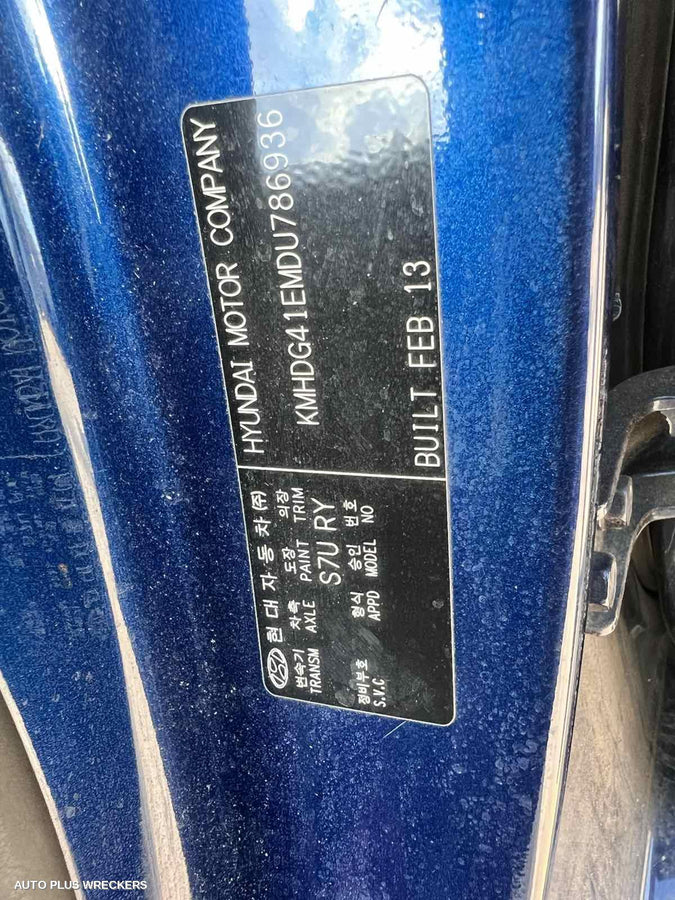 현대자동차 (주)
HYUNDAI MOTOR COMPANY
변속기 차축 도장 의장
TRANSM AXLE PAINT TRIM
KMHDG41EMDU786936
S7U RY
형식 승인 번호
APPD MODEL NO
정비부호
S.V.C
BUILT FEB 13
AUTO PLUS WRECKERS